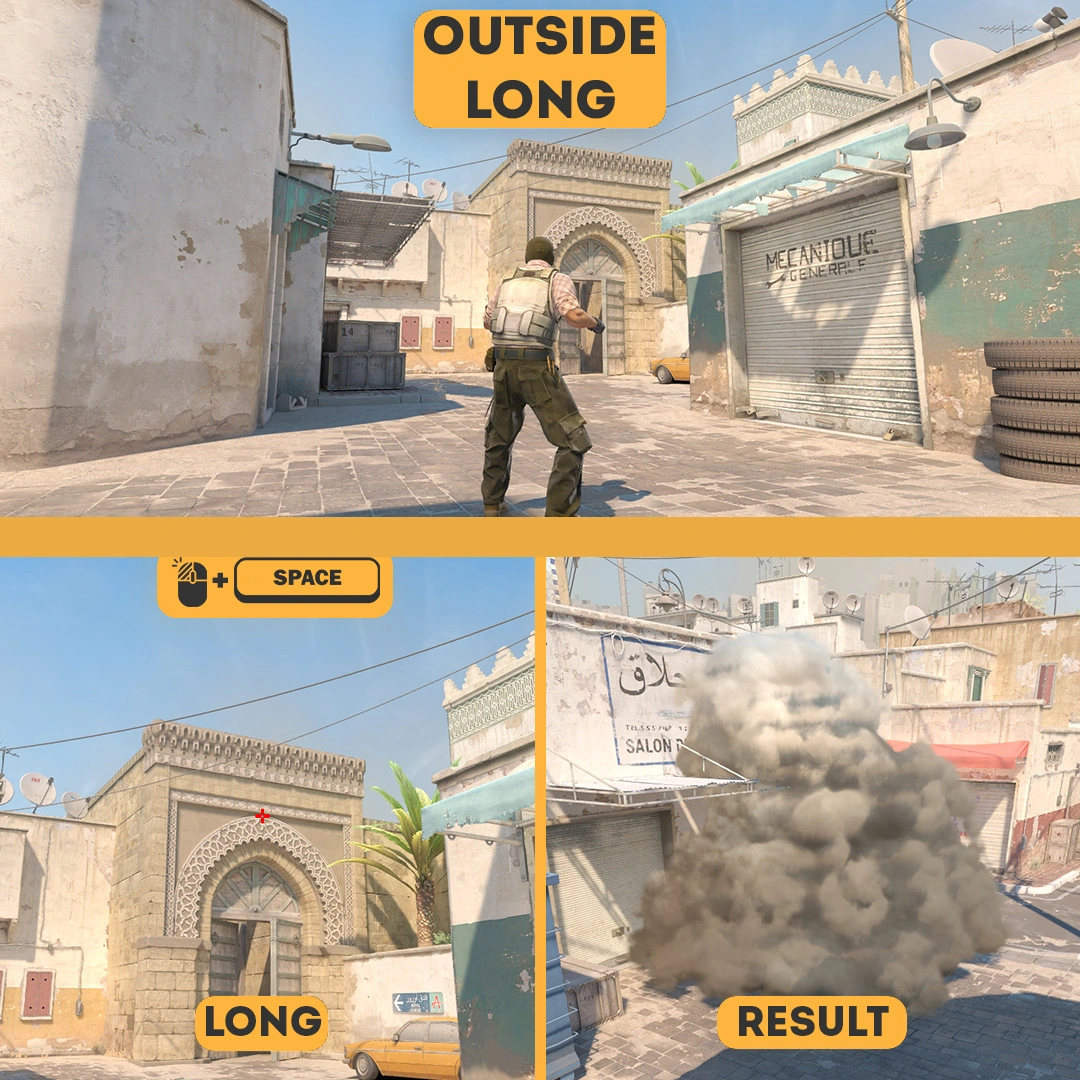 OUTSIDE
LONG
MECANIQUE
GENERALE
14
+ SPACE
LONG
حلاق
SALON
RESULT